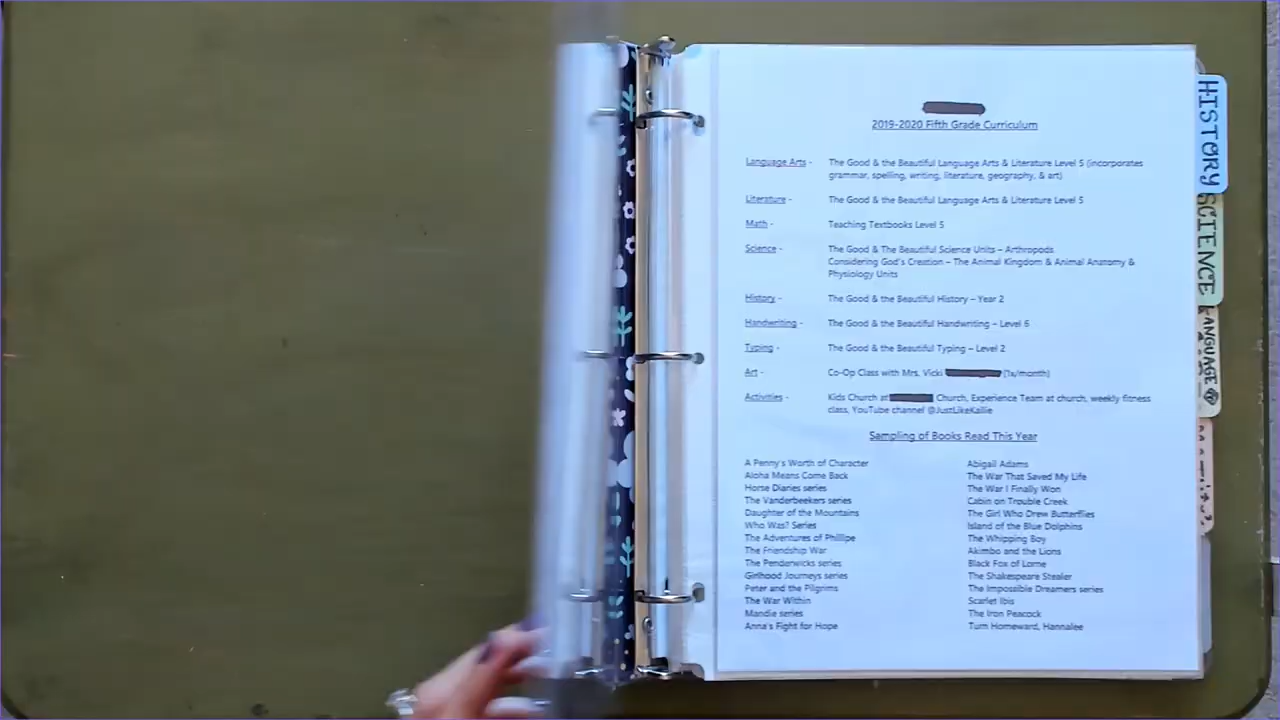 2019-2020 Fifth Grade Curriculum
Language Arts - The Good & the Beautiful Language Arts & Literature Level 5 (incorporates
grammar, spelling, writing, literature, geography, & art)
Literature - The Good & the Beautiful Language Arts & Literature Level 5
Math - Teaching Textbooks Level 5
Science - The Good & The Beautiful Science Units – Arthropods
Considering God's Creation – The Animal Kingdom & Animal Anatomy &
Physiology Units
History - The Good & the Beautiful History – Year 2
Handwriting - The Good & the Beautiful Handwriting – Level 6
Typing - The Good & the Beautiful Typing – Level 2
Art - Co-Op Class with Mrs. Vicki (1x/month)
Activities - Kids Church at Church, Experience Team at church, weekly fitness
class, YouTube channel @JustLikeKallie
Sampling of Books Read This Year
A Penny's Worth of Character
Aloha Means Come Back
Horse Diaries series
The Vanderbeekers series
Daughter of the Mountains
Who Was? Series
The Adventures of Phillipe
The Friendship War
The Penderwicks series
Girlhood Journeys series
Peter and the Pilgrims
The War Within
Mandie series
Anna's Fight for Hope
Abigail Adams
The War That Saved My Life
The War I Finally Won
Cabin on Trouble Creek
The Girl Who Drew Butterflies
Island of the Blue Dolphins
The Whipping Boy
Akimbo and the Lions
Black Fox of Lorne
The Shakespeare Stealer
The Impossible Dreamers series
Scarlet Ibis
The Iron Peacock
Turn Homeward, Hannalee
HISTORY
SCIENCE
LANGUAGE